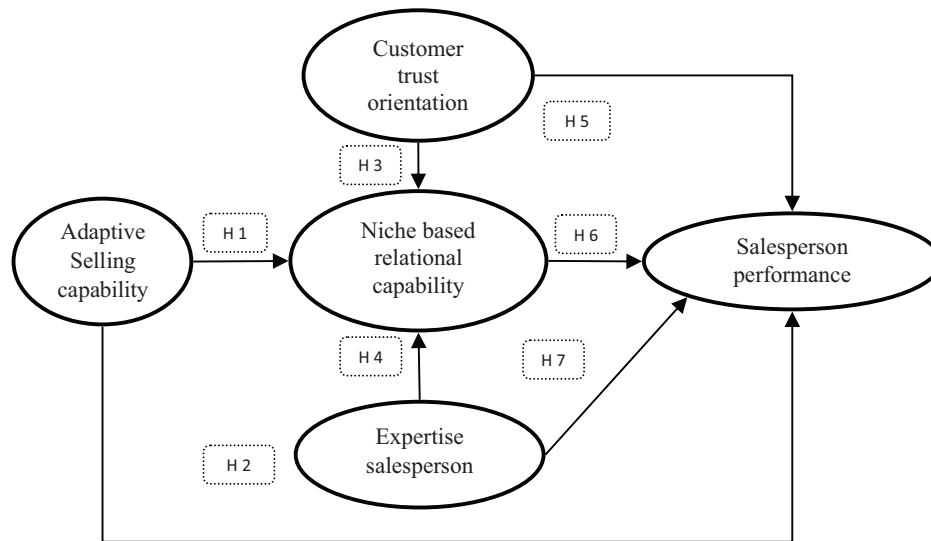 Customer
trust
orientation
H 5
H 3
Adaptive
Selling
capability
H 1
Niche based
relational
capability
H 6
Salesperson
performance
H 4
H 7
Expertise
salesperson
H 2